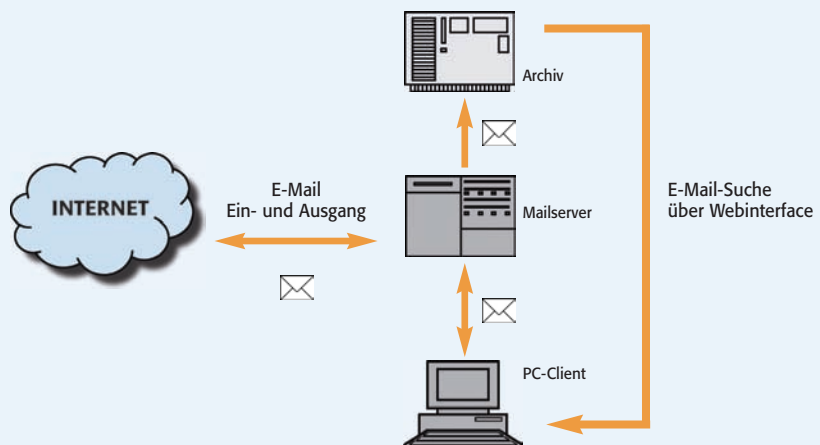 Archiv
E-Mail
Ein- und Ausgang
INTERNET
Mailserver
E-Mail-Suche
über Webinterface
PC-Client